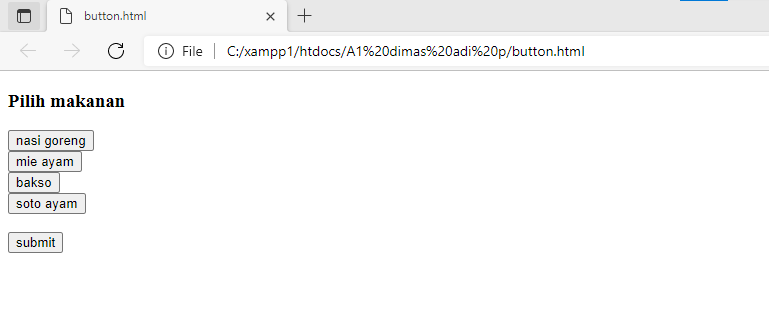 button.html
File C:/xampp1/htdocs/A1%20dimas%20adi%20p/button.html
Pilih makanan
nasi goreng
mie ayam
bakso
soto ayam
submit